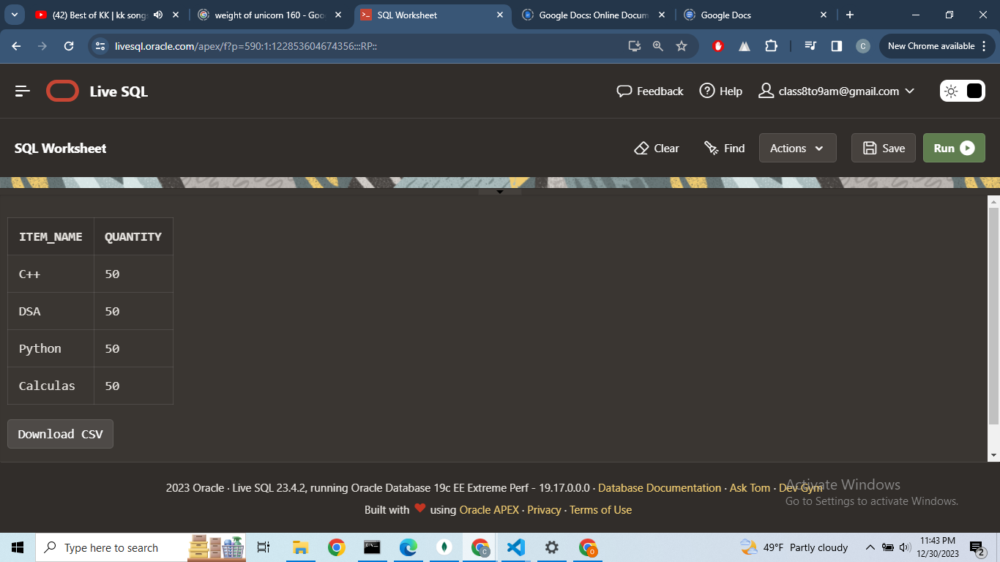 (42) Best of KK | kk songs
weight of unicorn 160 - Goo
SQL Worksheet
Google Docs: Online Docum
Google Docs
livesql.oracle.com/apex/f?p=590:1:122853604674356:::RP::
C
New Chrome available
Live SQL
Feedback
Help
class8to9am@gmail.com
SQL Worksheet
Clear
Find
Actions
Save
Run
ITEM_NAME QUANTITY
C++ 50
DSA 50
Python 50
Calculas 50
Download CSV
2023 Oracle · Live SQL 23.4.2, running Oracle Database 19c EE Extreme Perf - 19.17.0.0.0 · Database Documentation · Ask Tom · Dev Gym
Built with ❤ using Oracle APEX · Privacy · Terms of Use
Activate Windows
Go to Settings to activate Windows.
Type here to search
49°F Partly cloudy
11:43 PM
12/30/2023
2